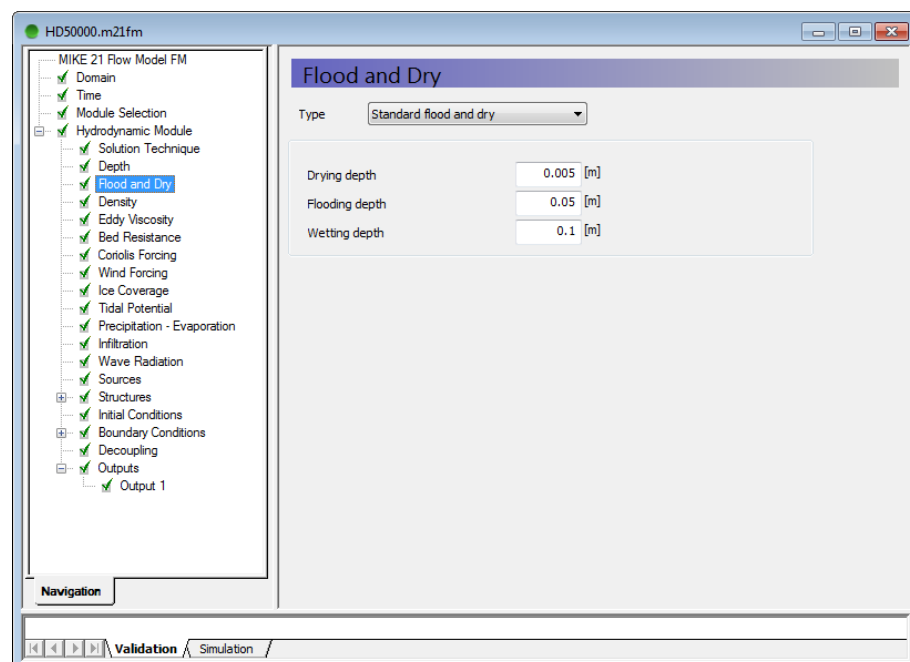 HD50000.m21fm
MIKE 21 Flow Model FM
Domain
Time
Module Selection
Hydrodynamic Module
Solution Technique
Depth
Flood and Dry
Density
Eddy Viscosity
Bed Resistance
Coriolis Forcing
Wind Forcing
Ice Coverage
Tidal Potential
Precipitation - Evaporation
Infiltration
Wave Radiation
Sources
Structures
Initial Conditions
Boundary Conditions
Decoupling
Outputs
Output 1
Navigation
Flood and Dry
Type Standard flood and dry
Drying depth 0.005 [m]
Flooding depth 0.05 [m]
Wetting depth 0.1 [m]
Validation Simulation